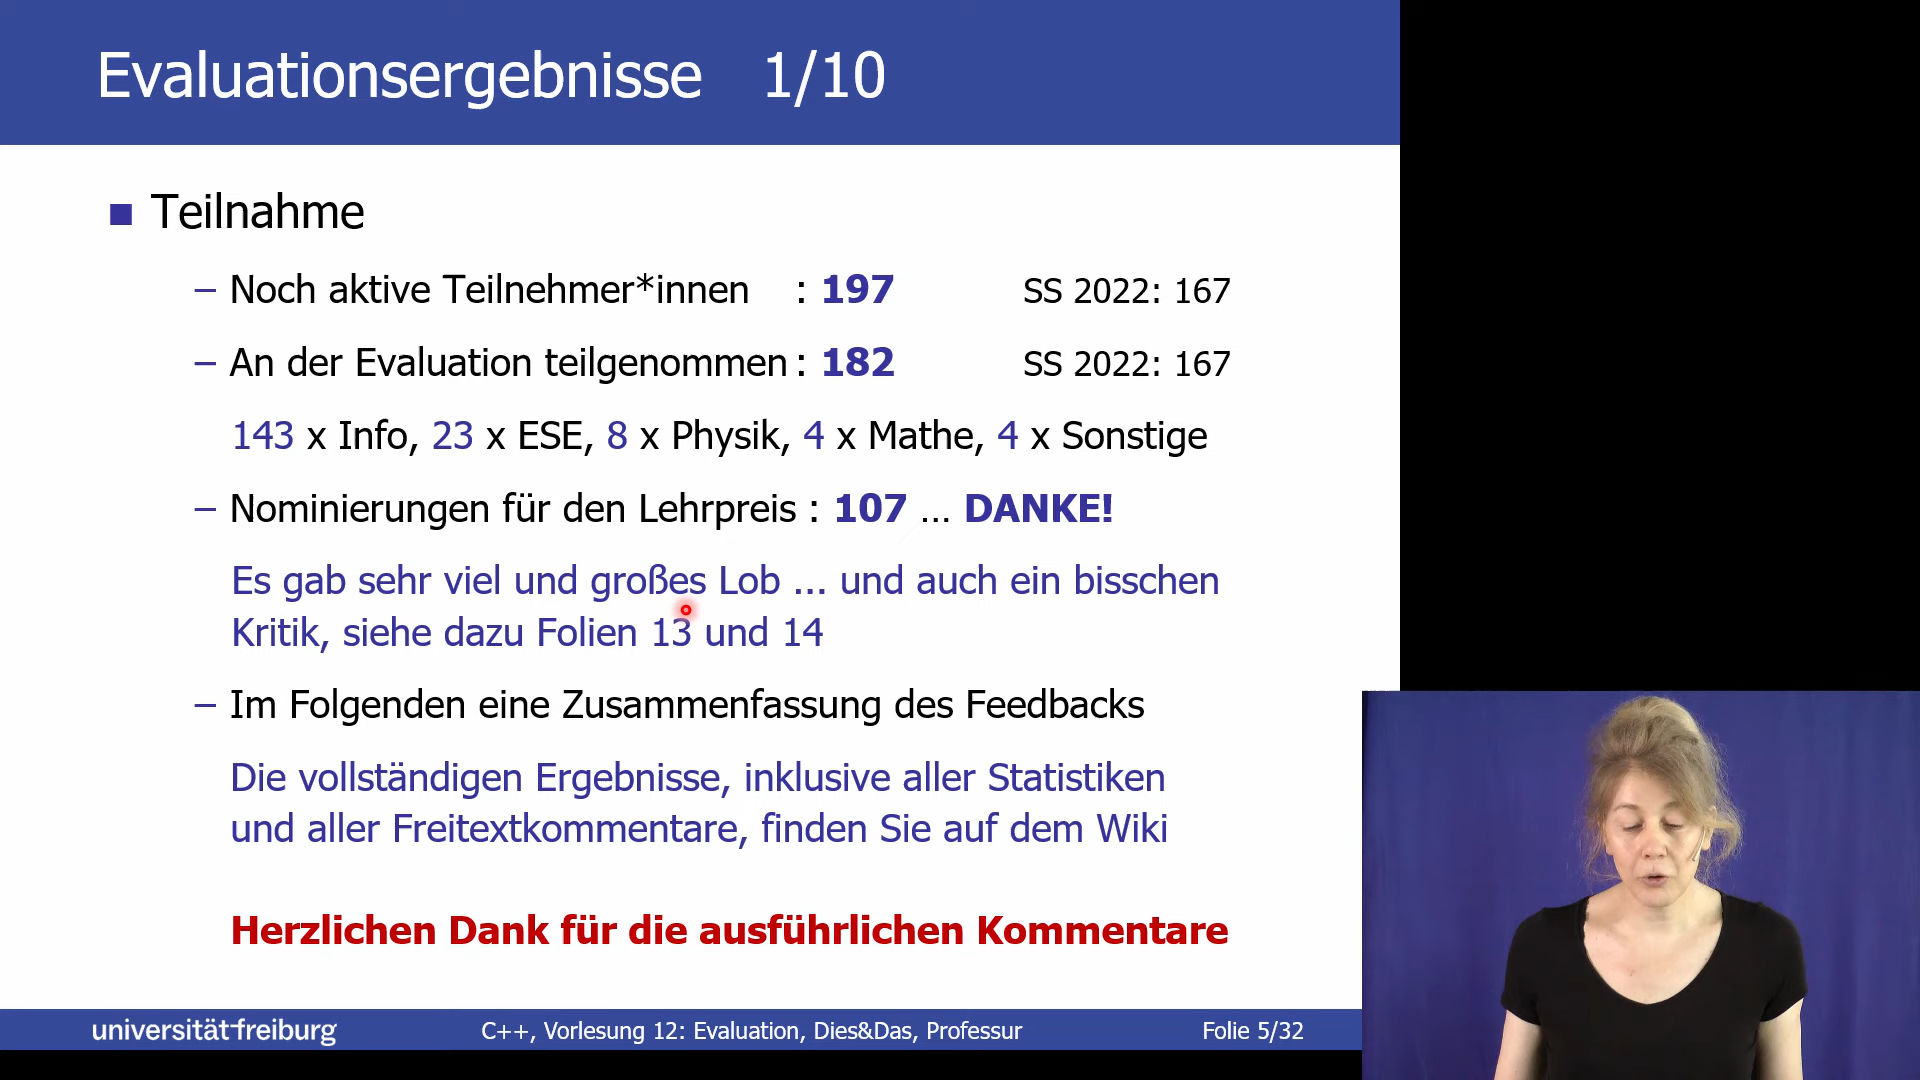 Evaluationsergebnisse 1/10
Teilnahme
– Noch aktive Teilnehmer*innen : 197 SS 2022: 167
– An der Evaluation teilgenommen : 182 SS 2022: 167
143 x Info, 23 x ESE, 8 x Physik, 4 x Mathe, 4 x Sonstige
– Nominierungen für den Lehrpreis : 107 ... DANKE!
Es gab sehr viel und großes Lob ... und auch ein bisschen
Kritik, siehe dazu Folien 13 und 14
– Im Folgenden eine Zusammenfassung des Feedbacks
Die vollständigen Ergebnisse, inklusive aller Statistiken
und aller Freitextkommentare, finden Sie auf dem Wiki
Herzlichen Dank für die ausführlichen Kommentare
universität freiburg C++, Vorlesung 12: Evaluation, Dies&Das, Professur Folie 5/32